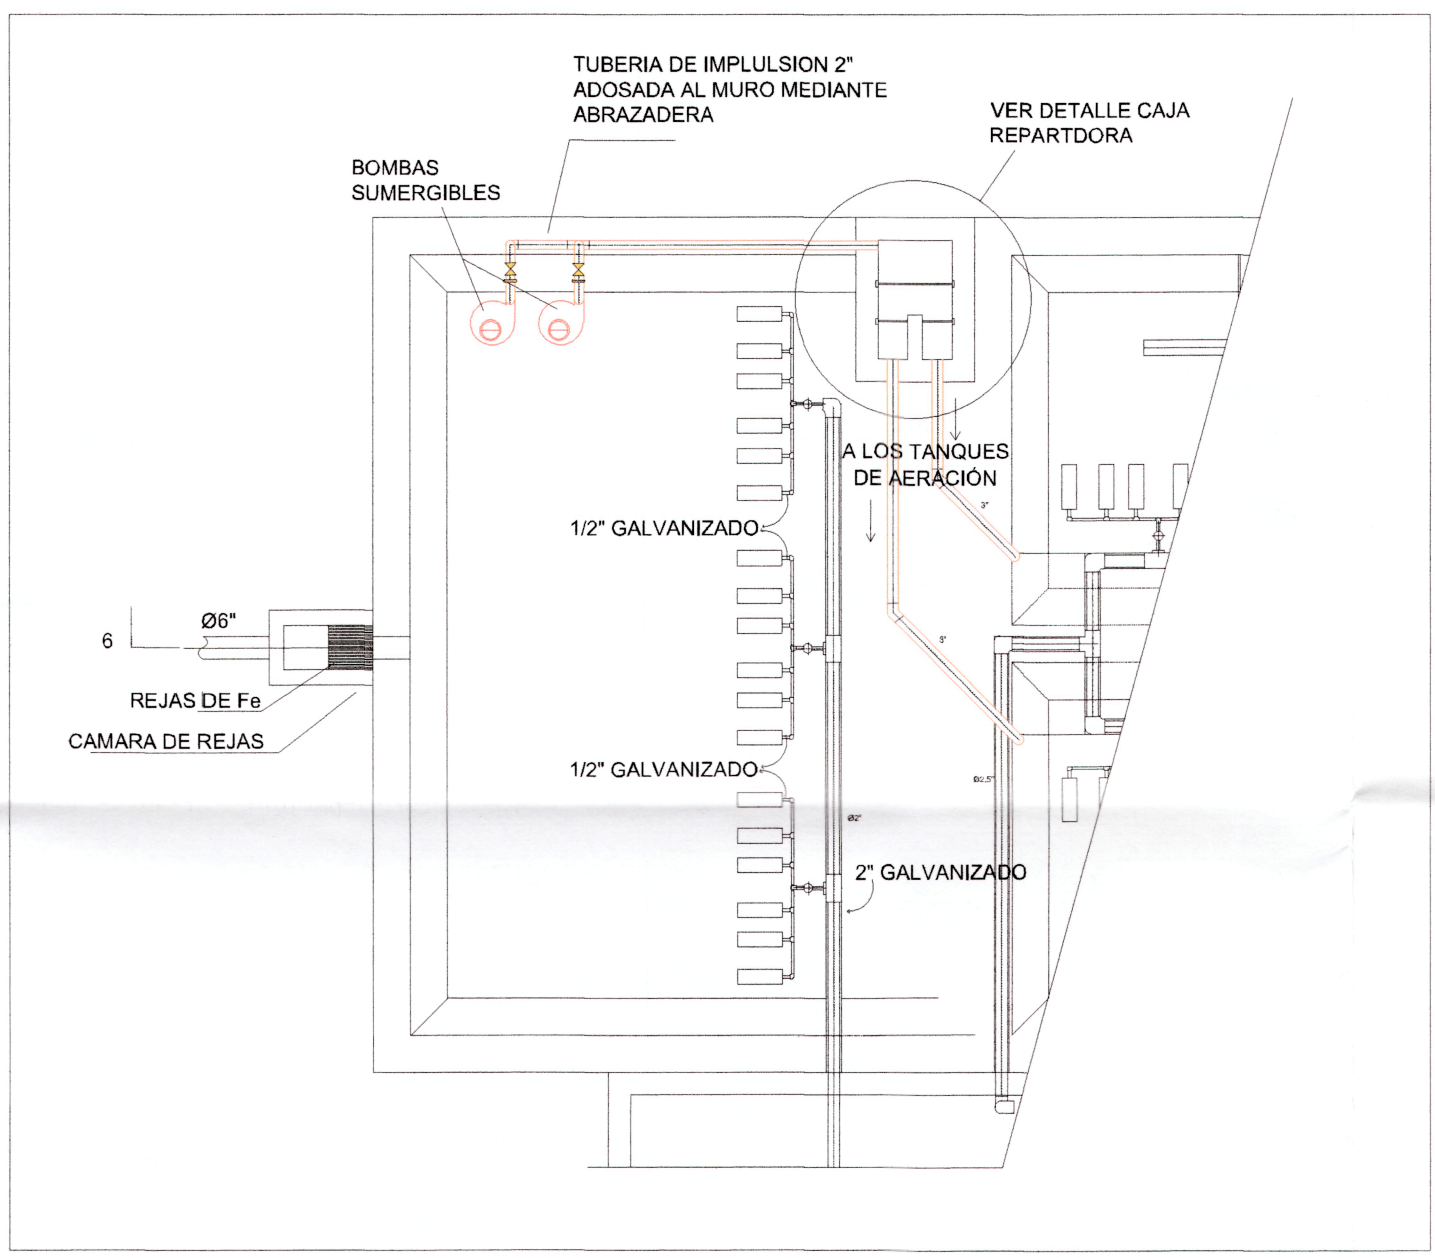 TUBERIA DE IMPLULSION 2"
ADOSADA AL MURO MEDIANTE
ABRAZADERA
VER DETALLE CAJA
REPARTDORA
BOMBAS
SUMERGIBLES
A LOS TANQUES
DE AERACIÓN
3"
1/2" GALVANIZADO
6
Ø6"
3"
REJAS DE Fe
CAMARA DE REJAS
1/2" GALVANIZADO
Ø2.5"
Ø2"
2" GALVANIZADO